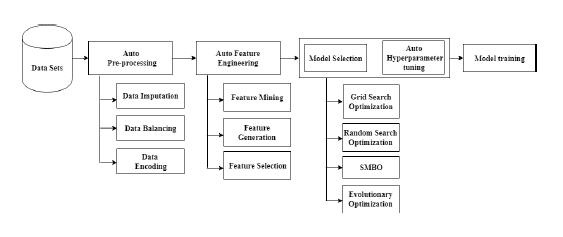 Data Sets
Auto
Pre-processing
Data Imputation
Data Balancing
Data
Encoding
Auto Feature
Engineering
Feature Mining
Feature
Generation
Feature Selection
Model Selection
Auto
Hyperparameter
tuning
Grid Search
Optimization
Random Search
Optimization
SMBO
Evolutionary
Optimization
Model training